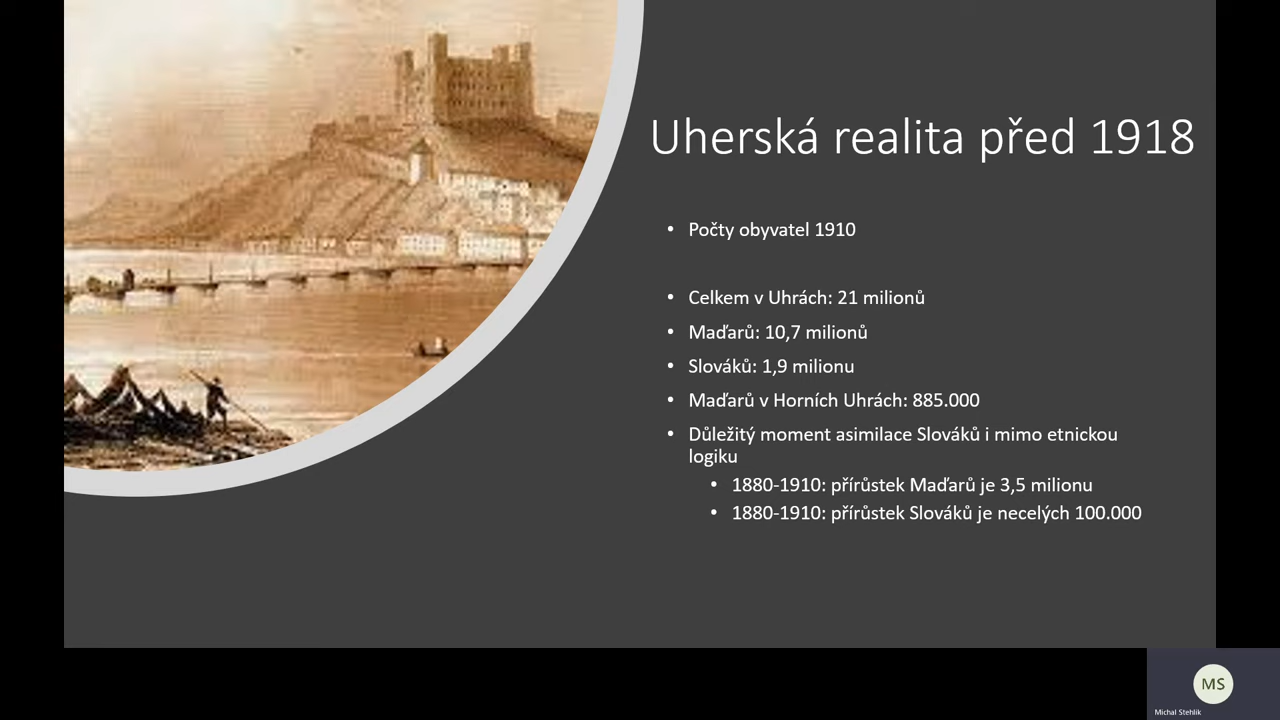 Uherská realita před 1918
• Počty obyvatel 1910
• Celkem v Uhrách: 21 milionů
• Maďarů: 10,7 milionů
• Slováků: 1,9 milionu
• Maďarů v Horních Uhrách: 885.000
• Důležitý moment asimilace Slováků i mimo etnickou
logiku
• 1880-1910: přírůstek Maďarů je 3,5 milionu
• 1880-1910: přírůstek Slováků je necelých 100.000
MS
Michal Stehlík